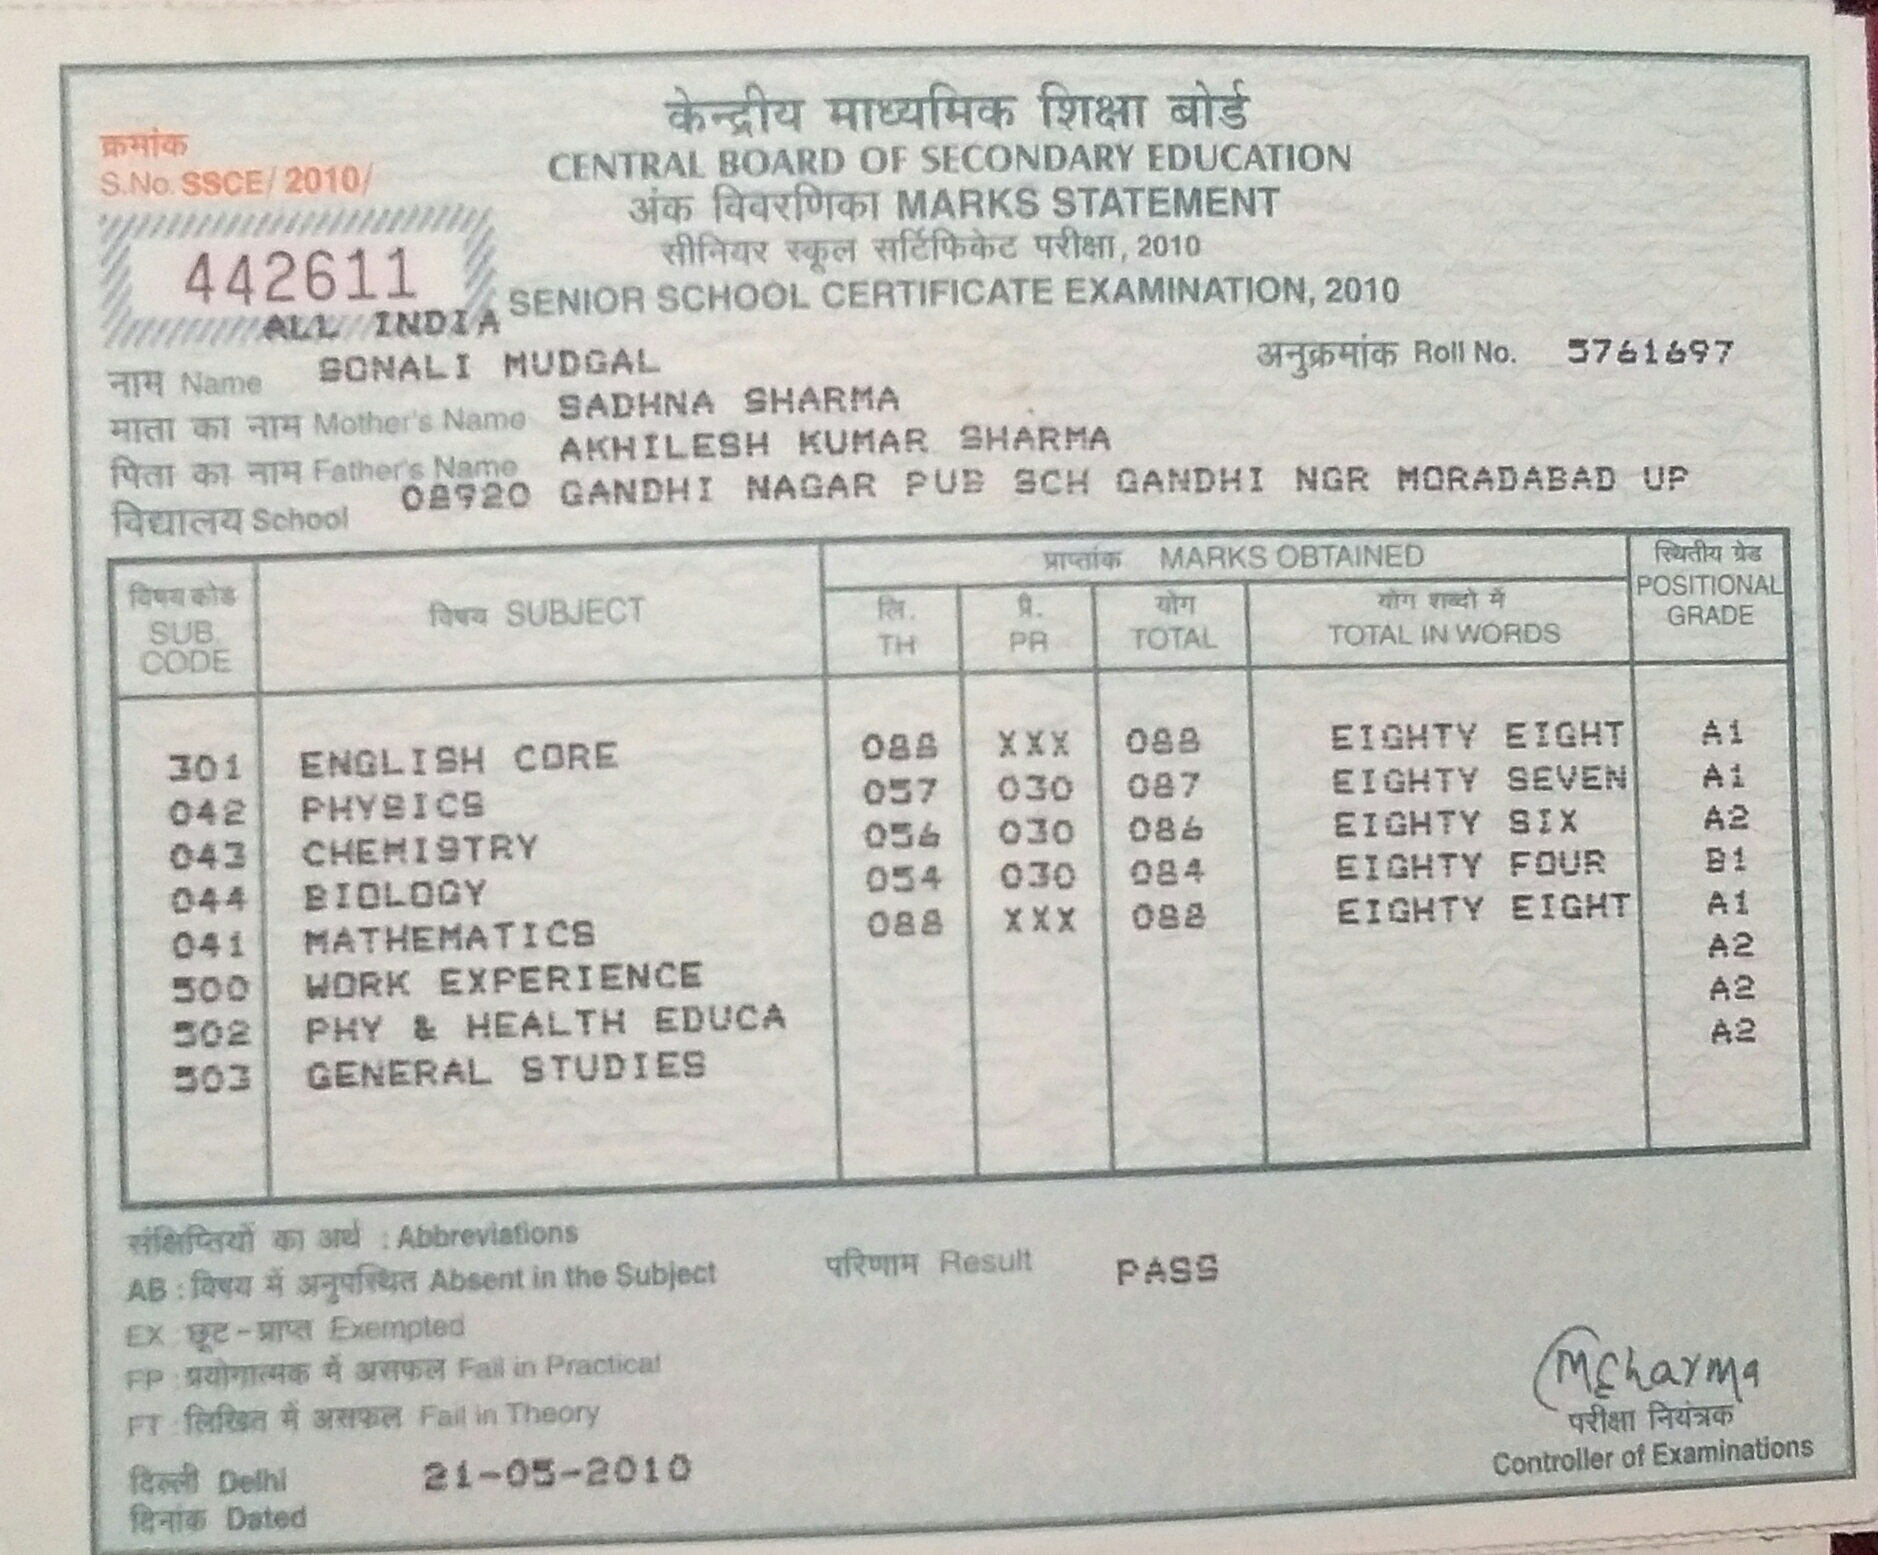 केन्द्रीय माध्यमिक शिक्षा बोर्ड
क्रमांक
CENTRAL BOARD OF SECONDARY EDUCATION
S.No. SSCE/ 2010/
अंक विवरणिका MARKS STATEMENT
सीनियर स्कूल सर्टिफिकेट परीक्षा, 2010
442611
SENIOR SCHOOL CERTIFICATE EXAMINATION, 2010
ALL INDIA
नाम Name SONALI MUDGAL अनुक्रमांक Roll No. 5761697
माता का नाम Mother's Name SADHNA SHARMA
पिता का नाम Father's Name AKHILESH KUMAR SHARMA
विद्यालय School 08920 GANDHI NAGAR PUB SCH GANDHI NGR MORADABAD UP
प्राप्तांक MARKS OBTAINED स्थितीय ग्रेड
विषय कोड विषय SUBJECT लि. प्रै. योग योग शब्दो में POSITIONAL
SUB. TH PR TOTAL TOTAL IN WORDS GRADE
CODE
301 ENGLISH CORE 088 XXX 088 EIGHTY EIGHT A1
042 PHYSICS 057 030 087 EIGHTY SEVEN A1
043 CHEMISTRY 056 030 086 EIGHTY SIX A2
044 BIOLOGY 054 030 084 EIGHTY FOUR B1
041 MATHEMATICS 088 XXX 088 EIGHTY EIGHT A1
500 WORK EXPERIENCE A2
502 PHY & HEALTH EDUCA A2
503 GENERAL STUDIES A2
संक्षिप्तियों का अर्थ : Abbreviations
AB : विषय में अनुपस्थित Absent in the Subject परिणाम Result PASS
EX छूट-प्राप्त Exempted
FP : प्रयोगात्मक में असफल Fail in Practical
FT : लिखित में असफल Fail in Theory
MSharma
परीक्षा नियंत्रक
Controller of Examinations
दिल्ली Delhi 21-05-2010
दिनांक Dated